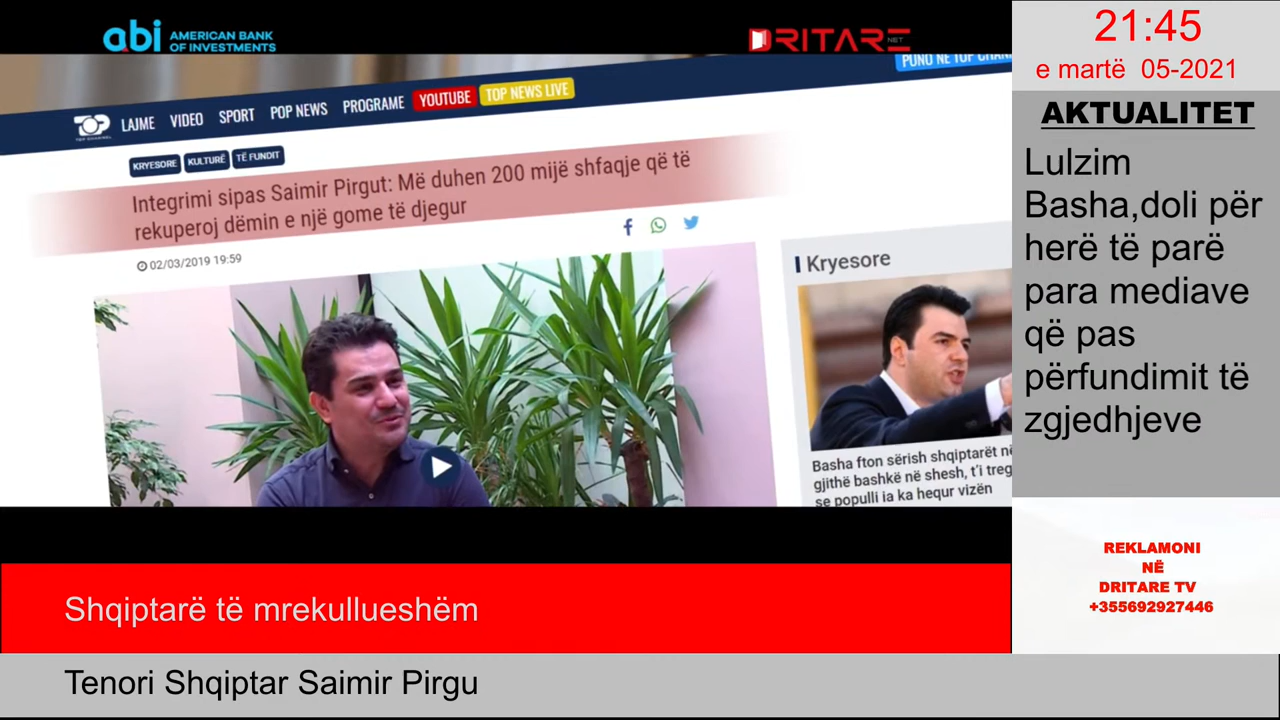 abi AMERICAN BANK
OF INVESTMENTS
DRITARE
NET
21:45
e martë 05-2021
AKTUALITET
Lulzim
Basha,doli për
herë të parë
para mediave
që pas
përfundimit të
zgjedhjeve
TOP CHANNEL
LAJME VIDEO SPORT POP NEWS PROGRAME YOUTUBE TOP NEWS LIVE
PUNO NË TOP CHAN
KRYESORE KULTURË TË FUNDIT
Integrimi sipas Saimir Pirgut: Më duhen 200 mijë shfaqje që të
rekuperoj dëmin e një gome të djegur
02/03/2019 19:59
Kryesore
Basha fton sërish shqiptarët në
gjithë bashkë në shesh, t'i treg
se populli ia ka hequr vizën
REKLAMONI
NË
DRITARE TV
+355692927446
Shqiptarë të mrekullueshëm
Tenori Shqiptar Saimir Pirgu